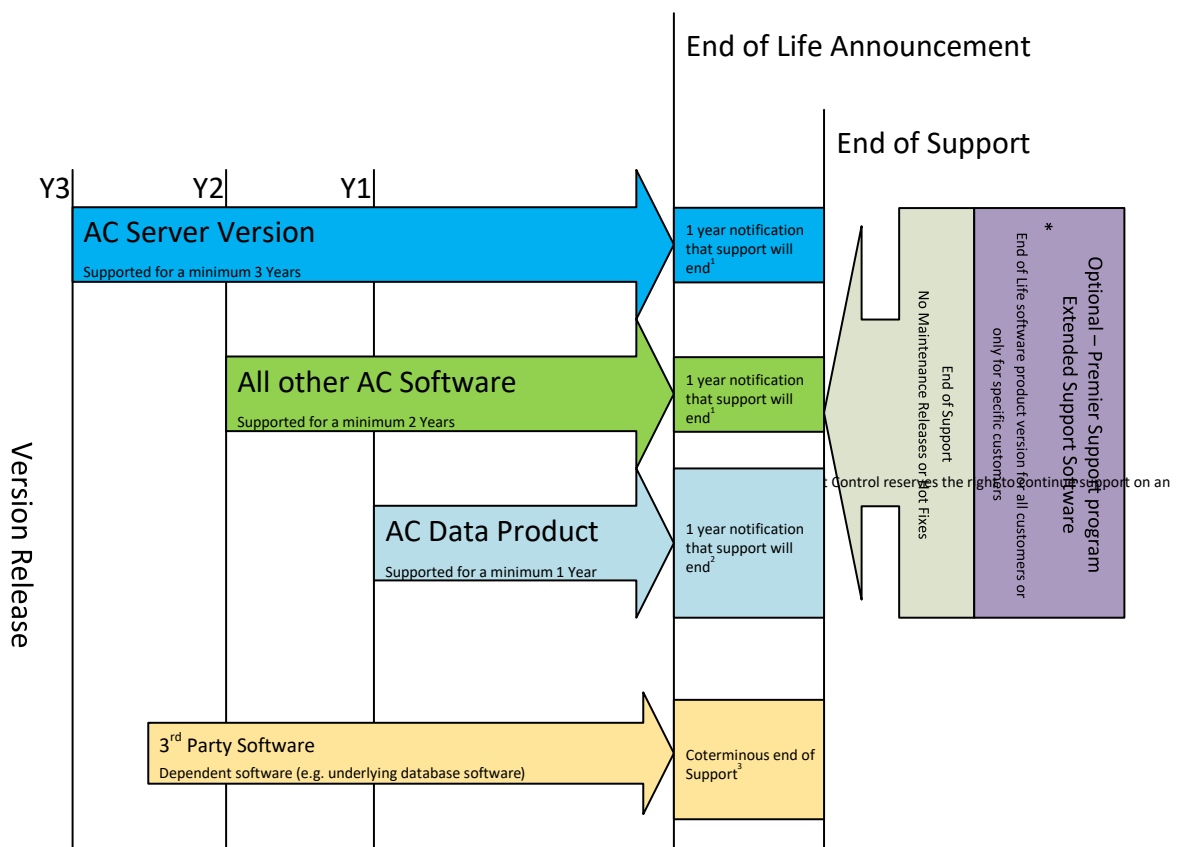 End of Life Announcement
End of Support
Y3
Y2
Y1
AC Server Version
Supported for a minimum 3 Years
1 year notification
that support will
end1
All other AC Software
Supported for a minimum 2 Years
1 year notification
that support will
end1
AC Data Product
Supported for a minimum 1 Year
1 year notification
that support will
end2
3rd Party Software
Dependent software (e.g. underlying database software)
Coterminous end of
Support3
Version Release
End of Support
No Maintenance Releases or Hot Fixes
Optional – Premier Support program
Extended Support Software
*
t Control reserves the right to continue support on an
End of Life software product version for all customers or
only for specific customers